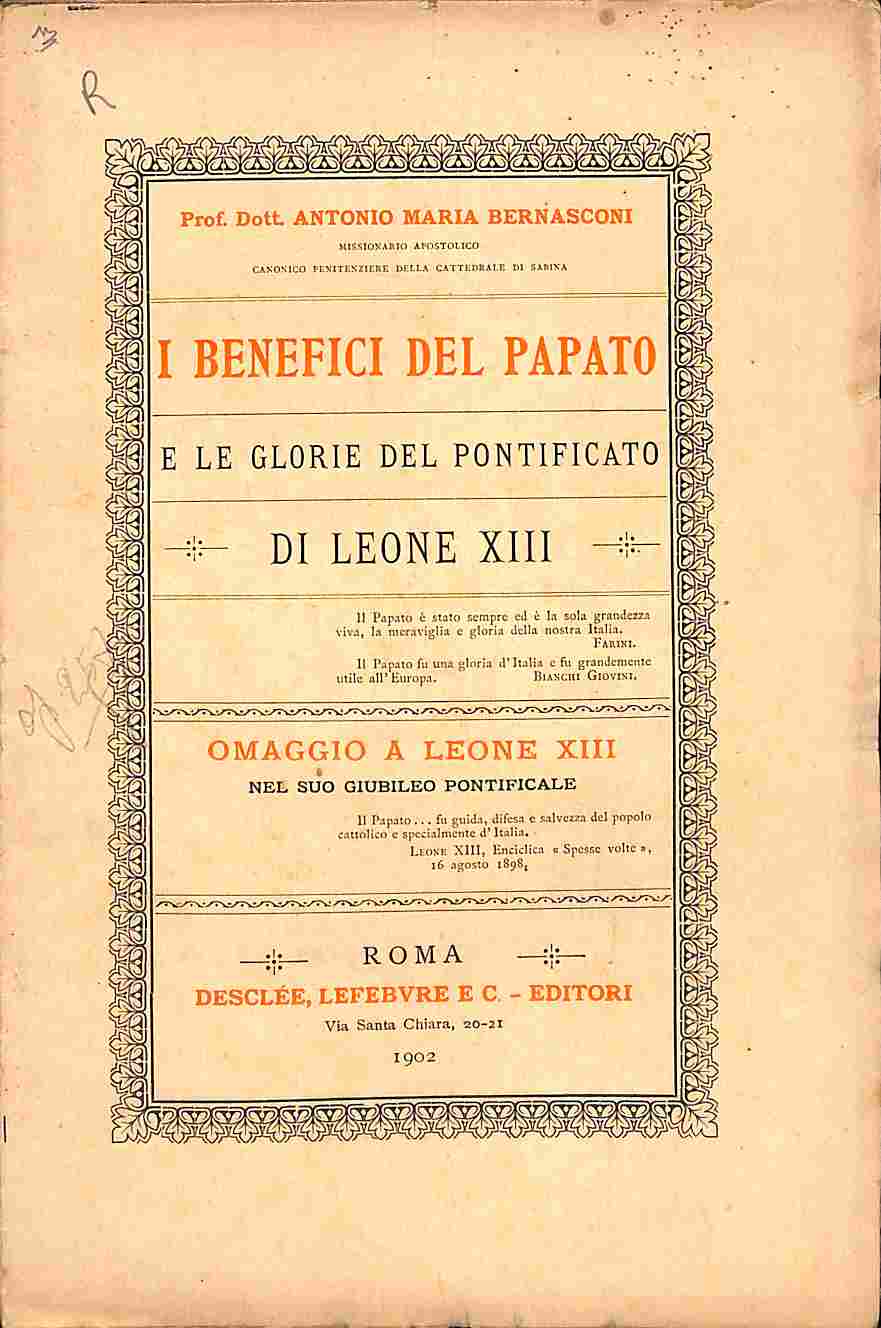 R
Prof. Dott. ANTONIO MARIA BERNASCONI
MISSIONARIO APOSTOLICO
CANONICO PENITENZIERE DELLA CATTEDRALE DI SABINA
I BENEFICI DEL PAPATO
E LE GLORIE DEL PONTIFICATO
DI LEONE XIII
Il Papato è stato sempre ed è la sola grandezza
viva, la meraviglia e gloria della nostra Italia.
FARINI.
Il Papato fu una gloria d'Italia e fu grandemente
utile all'Europa. BIANCHI GIOVINI.
OMAGGIO A LEONE XIII
NEL SUO GIUBILEO PONTIFICALE
Il Papato . . . fu guida, difesa e salvezza del popolo
cattolico e specialmente d'Italia.
LEONE XIII, Enciclica « Spesse volte »,
16 agosto 1898.
ROMA
DESCLÉE, LEFEBVRE E C. - EDITORI
Via Santa Chiara, 20-21
1902